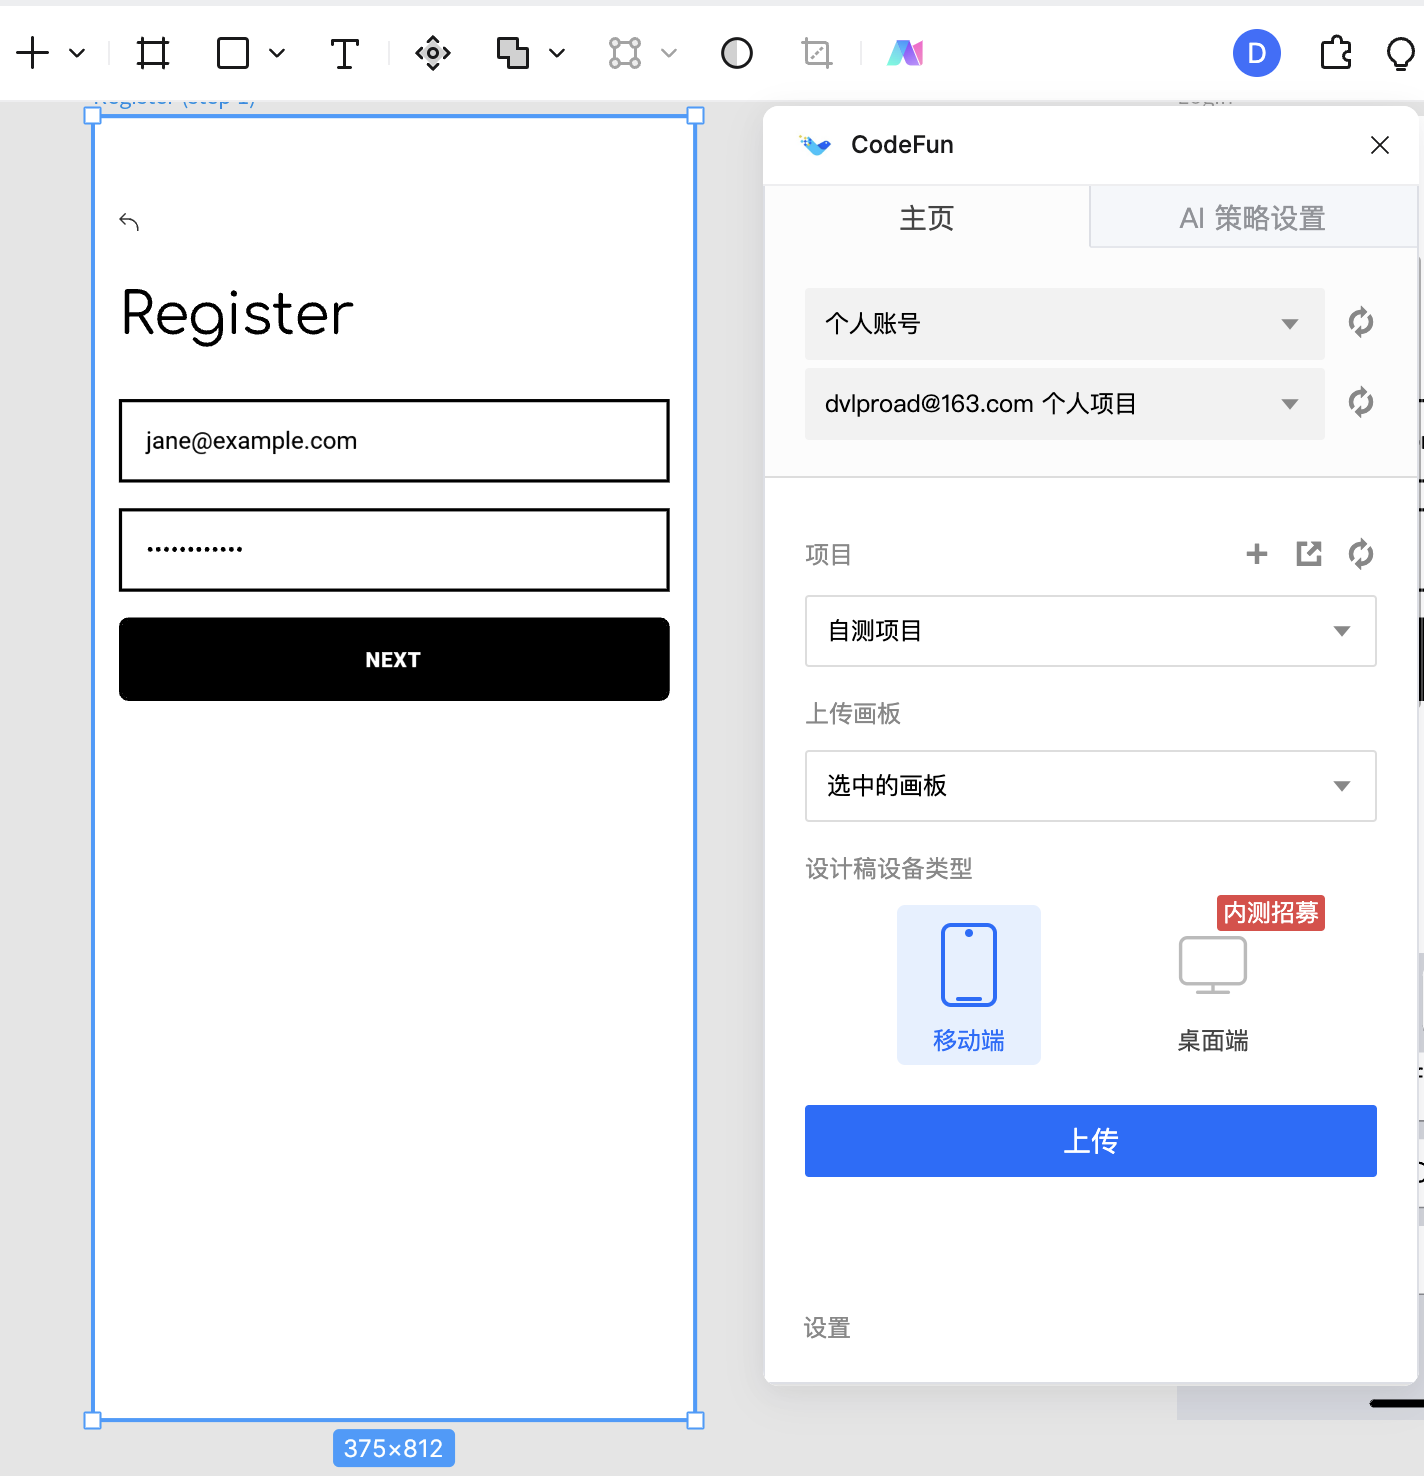 D
Register (step 1)
Login
CodeFun
主页
AI 策略设置
个人账号
dvlproad@163.com 个人项目
Register
jane@example.com
NEXT
项目
自测项目
上传画板
选中的画板
设计稿设备类型
内测招募
移动端
桌面端
上传
设置
375×812